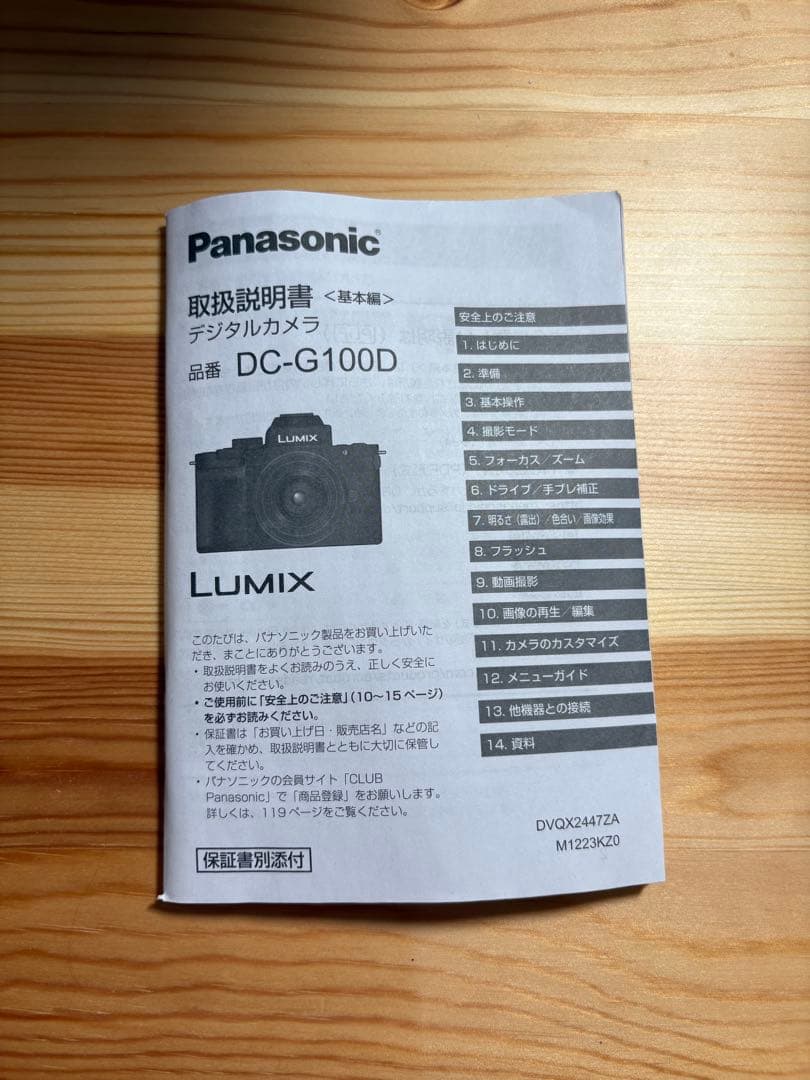 Panasonic®
取扱説明書 <基本編>
デジタルカメラ
品番 DC-G100D
LUMIX
LUMIX
このたびは、パナソニック製品をお買い上げいた
だき、まことにありがとうございます。
・取扱説明書をよくお読みのうえ、正しく安全に
お使いください。
・ご使用前に「安全上のご注意」(10～15ページ)
を必ずお読みください。
・保証書は「お買い上げ日・販売店名」などの記
入を確かめ、取扱説明書とともに大切に保管し
てください。
・パナソニックの会員サイト「CLUB
Panasonic」で「商品登録」をお願いします。
詳しくは、119ページをご覧ください。
保証書別添付
安全上のご注意
1. はじめに
2. 準備
3. 基本操作
4. 撮影モード
5. フォーカス／ズーム
6. ドライブ／手ブレ補正
7. 明るさ（露出）／色合い／画像効果
8. フラッシュ
9. 動画撮影
10. 画像の再生／編集
11. カメラのカスタマイズ
12. メニューガイド
13. 他機器との接続
14. 資料
DVQX2447ZA
M1223KZ0